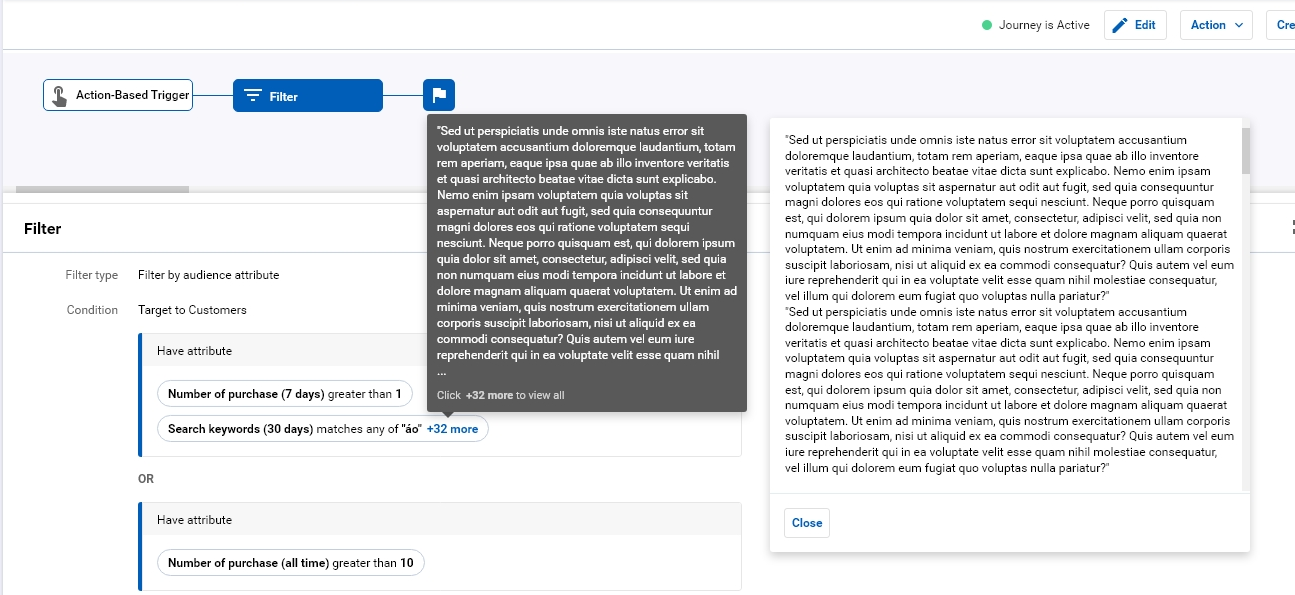 Journey is Active
Edit
Action
Cre
Action-Based Trigger
Filter
"Sed ut perspiciatis unde omnis iste natus error sit
voluptatem accusantium doloremque laudantium, totam
rem aperiam, eaque ipsa quae ab illo inventore veritatis
et quasi architecto beatae vitae dicta sunt explicabo.
Nemo enim ipsam voluptatem quia voluptas sit
aspernatur aut odit aut fugit, sed quia consequuntur
magni dolores eos qui ratione voluptatem sequi
nesciunt. Neque porro quisquam est, qui dolorem ipsum
quia dolor sit amet, consectetur, adipisci velit, sed quia
non numquam eius modi tempora incidunt ut labore et
dolore magnam aliquam quaerat voluptatem. Ut enim ad
minima veniam, quis nostrum exercitationem ullam
corporis suscipit laboriosam, nisi ut aliquid ex ea
commodi consequatur? Quis autem vel eum iure
reprehenderit qui in ea voluptate velit esse quam nihil
...
Click +32 more to view all
"Sed ut perspiciatis unde omnis iste natus error sit voluptatem accusantium
doloremque laudantium, totam rem aperiam, eaque ipsa quae ab illo inventore
veritatis et quasi architecto beatae vitae dicta sunt explicabo. Nemo enim ipsam
voluptatem quia voluptas sit aspernatur aut odit aut fugit, sed quia consequuntur
magni dolores eos qui ratione voluptatem sequi nesciunt. Neque porro quisquam
est, qui dolorem ipsum quia dolor sit amet, consectetur, adipisci velit, sed quia non
numquam eius modi tempora incidunt ut labore et dolore magnam aliquam quaerat
voluptatem. Ut enim ad minima veniam, quis nostrum exercitationem ullam corporis
suscipit laboriosam, nisi ut aliquid ex ea commodi consequatur? Quis autem vel eum
iure reprehenderit qui in ea voluptate velit esse quam nihil molestiae consequatur,
vel illum qui dolorem eum fugiat quo voluptas nulla pariatur?"
"Sed ut perspiciatis unde omnis iste natus error sit voluptatem accusantium
doloremque laudantium, totam rem aperiam, eaque ipsa quae ab illo inventore
veritatis et quasi architecto beatae vitae dicta sunt explicabo. Nemo enim ipsam
voluptatem quia voluptas sit aspernatur aut odit aut fugit, sed quia consequuntur
magni dolores eos qui ratione voluptatem sequi nesciunt. Neque porro quisquam
est, qui dolorem ipsum quia dolor sit amet, consectetur, adipisci velit, sed quia non
numquam eius modi tempora incidunt ut labore et dolore magnam aliquam quaerat
voluptatem. Ut enim ad minima veniam, quis nostrum exercitationem ullam corporis
suscipit laboriosam, nisi ut aliquid ex ea commodi consequatur? Quis autem vel eum
iure reprehenderit qui in ea voluptate velit esse quam nihil molestiae consequatur,
vel illum qui dolorem eum fugiat quo voluptas nulla pariatur?"
Close
Filter
Filter type Filter by audience attribute
Condition Target to Customers
Have attribute
Number of purchase (7 days) greater than 1
Search keywords (30 days) matches any of "áo" +32 more
OR
Have attribute
Number of purchase (all time) greater than 10